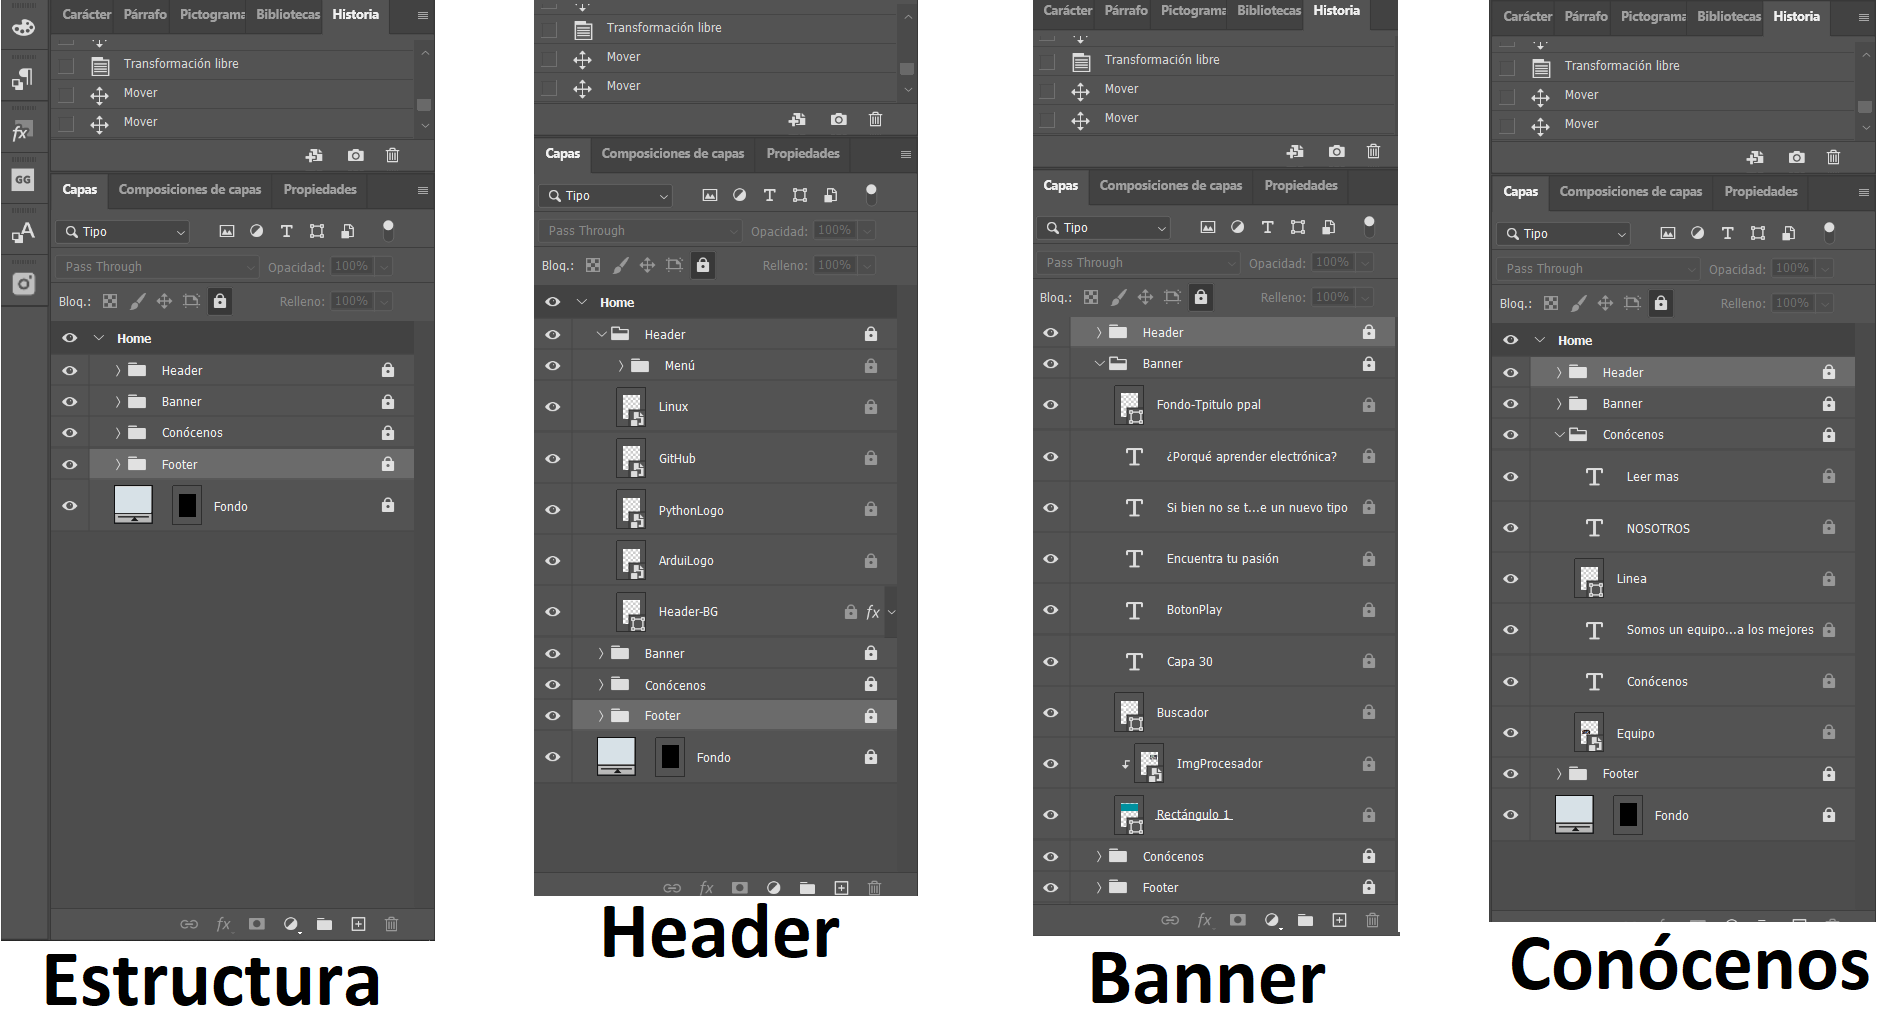 Carácter Párrafo Pictograma Bibliotecas Historia
Transformación libre
Mover
Mover
Capas Composiciones de capas Propiedades
Tipo
Pass Through Opacidad: 100%
Bloq.: Relleno: 100%
Home
Header
Banner
Conócenos
Footer
Fondo
fx
GG
A
Estructura
Transformación libre
Mover
Mover
Capas Composiciones de capas Propiedades
Tipo
Pass Through Opacidad: 100%
Bloq.: Relleno: 100%
Home
Header
Menú
Linux
GitHub
PythonLogo
ArduiLogo
Header-BG fx
Banner
Conócenos
Footer
Fondo
fx
Header
Carácter Párrafo Pictograma Bibliotecas Historia
Transformación libre
Mover
Mover
Capas Composiciones de capas Propiedades
Tipo
Pass Through Opacidad: 100%
Bloq.: Relleno: 100%
Header
Banner
Fondo-Tpitulo ppal
¿Porqué aprender electrónica?
Si bien no se t...e un nuevo tipo
Encuentra tu pasión
BotonPlay
Capa 30
Buscador
ImgProcesador
Rectángulo 1
Conócenos
Footer
fx
Banner
Carácter Párrafo Pictograma Bibliotecas Historia
Transformación libre
Mover
Mover
Capas Composiciones de capas Propiedades
Tipo
Pass Through Opacidad: 100%
Bloq.: Relleno: 100%
Home
Header
Banner
Conócenos
Leer mas
NOSOTROS
Linea
Somos un equipo...a los mejores
Conócenos
Equipo
Footer
Fondo
Conócenos